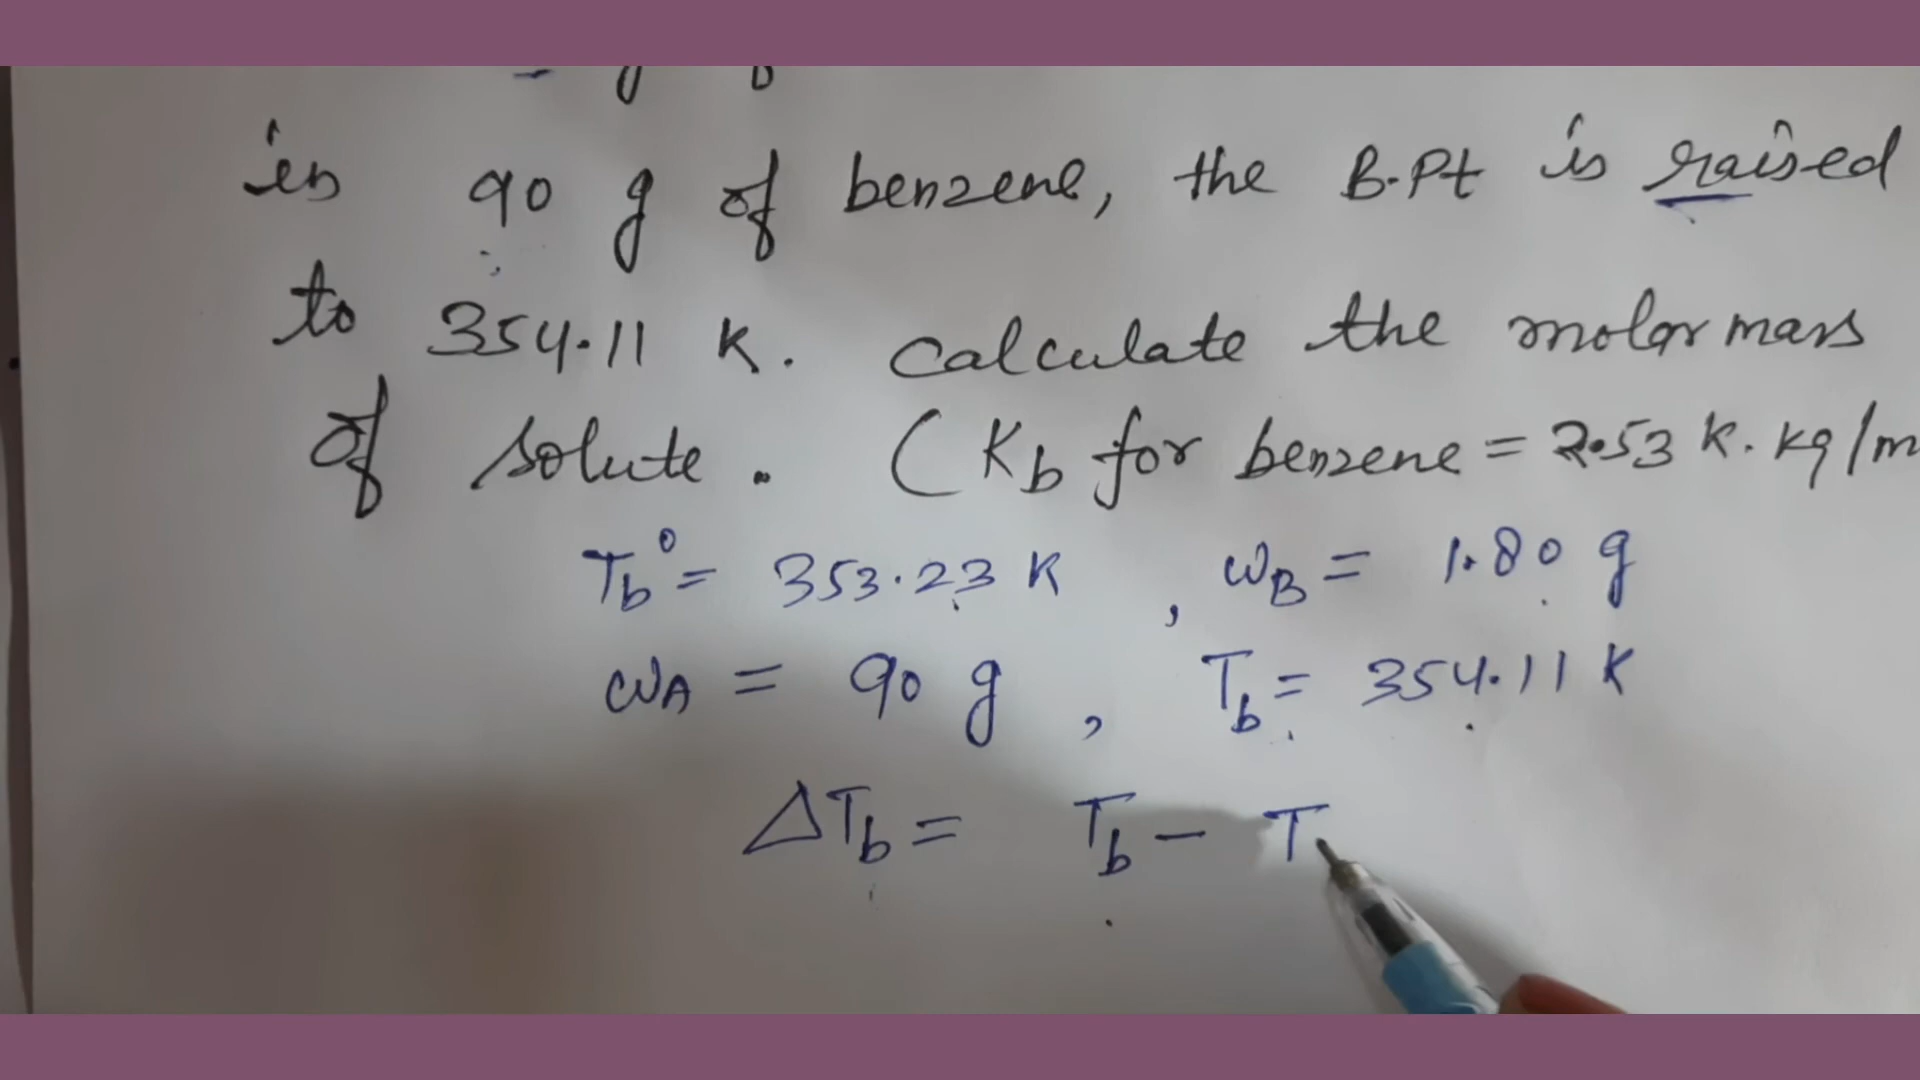 in 90 g of benzene, the B.Pt is raised
to 354.11 K. Calculate the molar mass
of solute. (Kb for benzene = 2.53 K. kg/m
Tb° = 353.23 K , wB = 1.80 g
wA = 90 g , Tb = 354.11 K
ΔTb = Tb - T